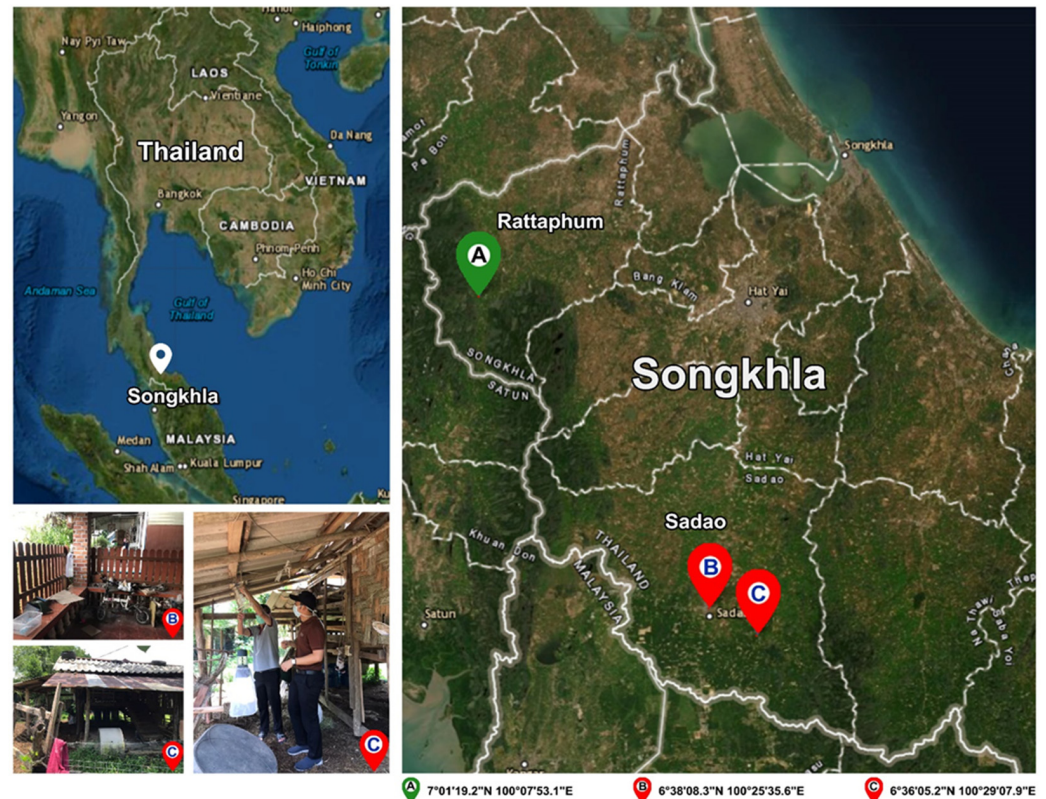 Hanoi
Nay Pyi Taw
Haiphong
Gulf of
Tonkin
LAOS
Vientiane
Yangon
Thailand
Da Nang
VIETNAM
Bangkok
CAMBODIA
Phnom Penh
Ho Chi
Minh City
Andaman Sea
Gulf of
Thailand
Songkhla
Medan
MALAYSIA
Shah Alam
Kuala Lumpur
Singapore
Ku
B
C
C
Pa Bon
Rattaphum
Songkhla
Rattaphum
A
Bang Klam
Hat Yai
SONGKHLA
SATUN
Songkhla
Hat Yai
Sadao
Sadao
Khuan Don
THAILAND
MALAYSIA
B
C
Sada
Satun
Thep
Na Thawi
Saba Yoi
A 7°01'19.2"N 100°07'53.1"E
B 6°38'08.3"N 100°25'35.6"E
C 6°36'05.2"N 100°29'07.9"E